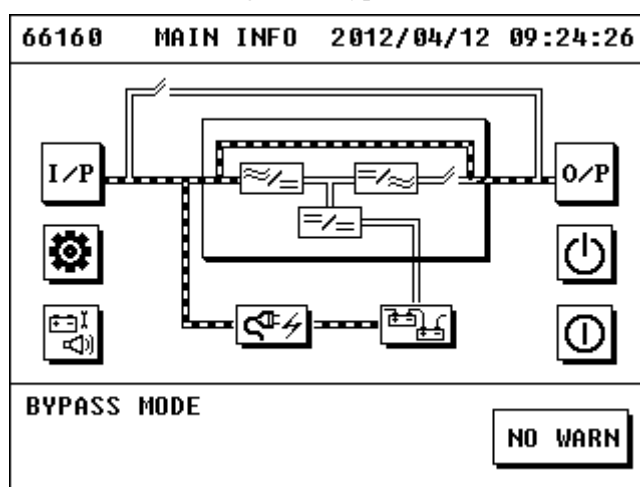 66160 MAIN INFO 2012/04/12 09:24:26
I/P
O/P
BYPASS MODE
NO WARN